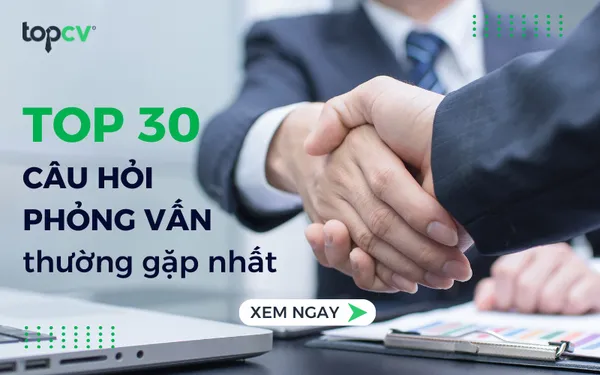 topcv
TOP 30
CÂU HỎI
PHỎNG VẤN
thường gặp nhất
XEM NGAY